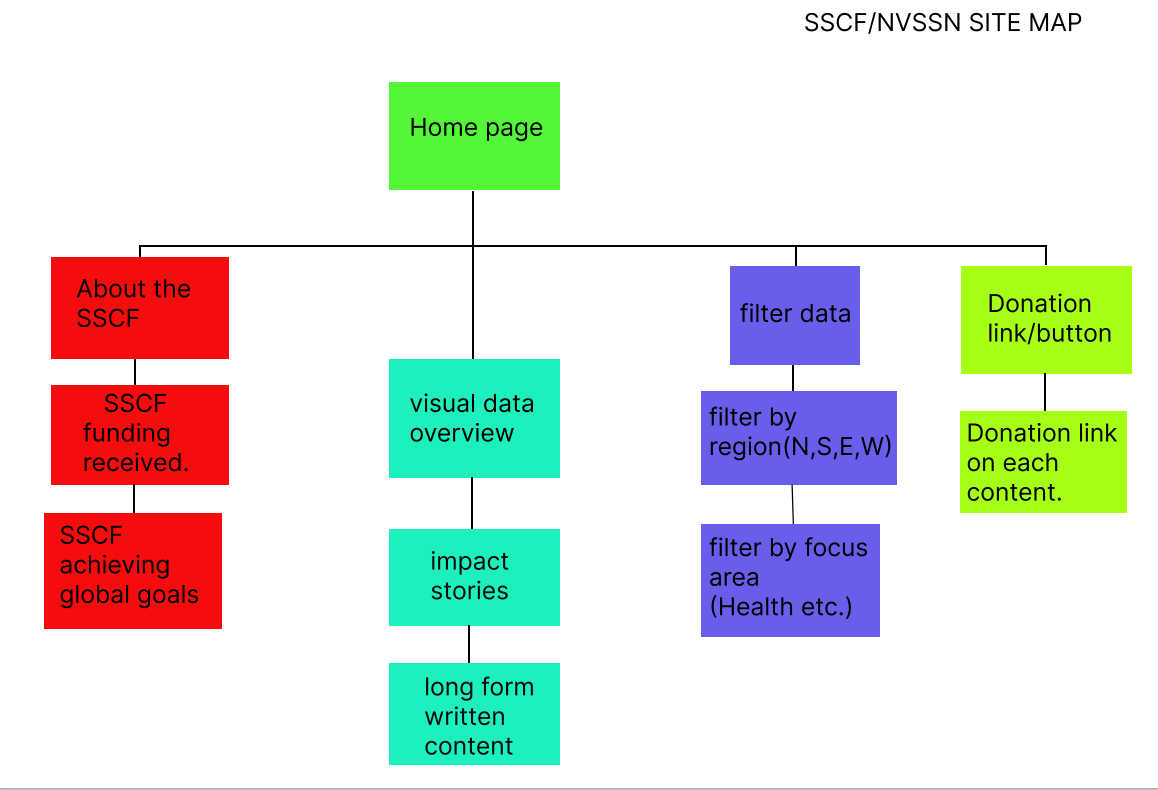 SSCF/NVSSN SITE MAP
Home page
About the
SSCF
SSCF
funding
received.
SSCF
achieving
global goals
visual data
overview
impact
stories
long form
written
content
filter data
filter by
region(N,S,E,W)
filter by focus
area
(Health etc.)
Donation
link/button
Donation link
on each
content.